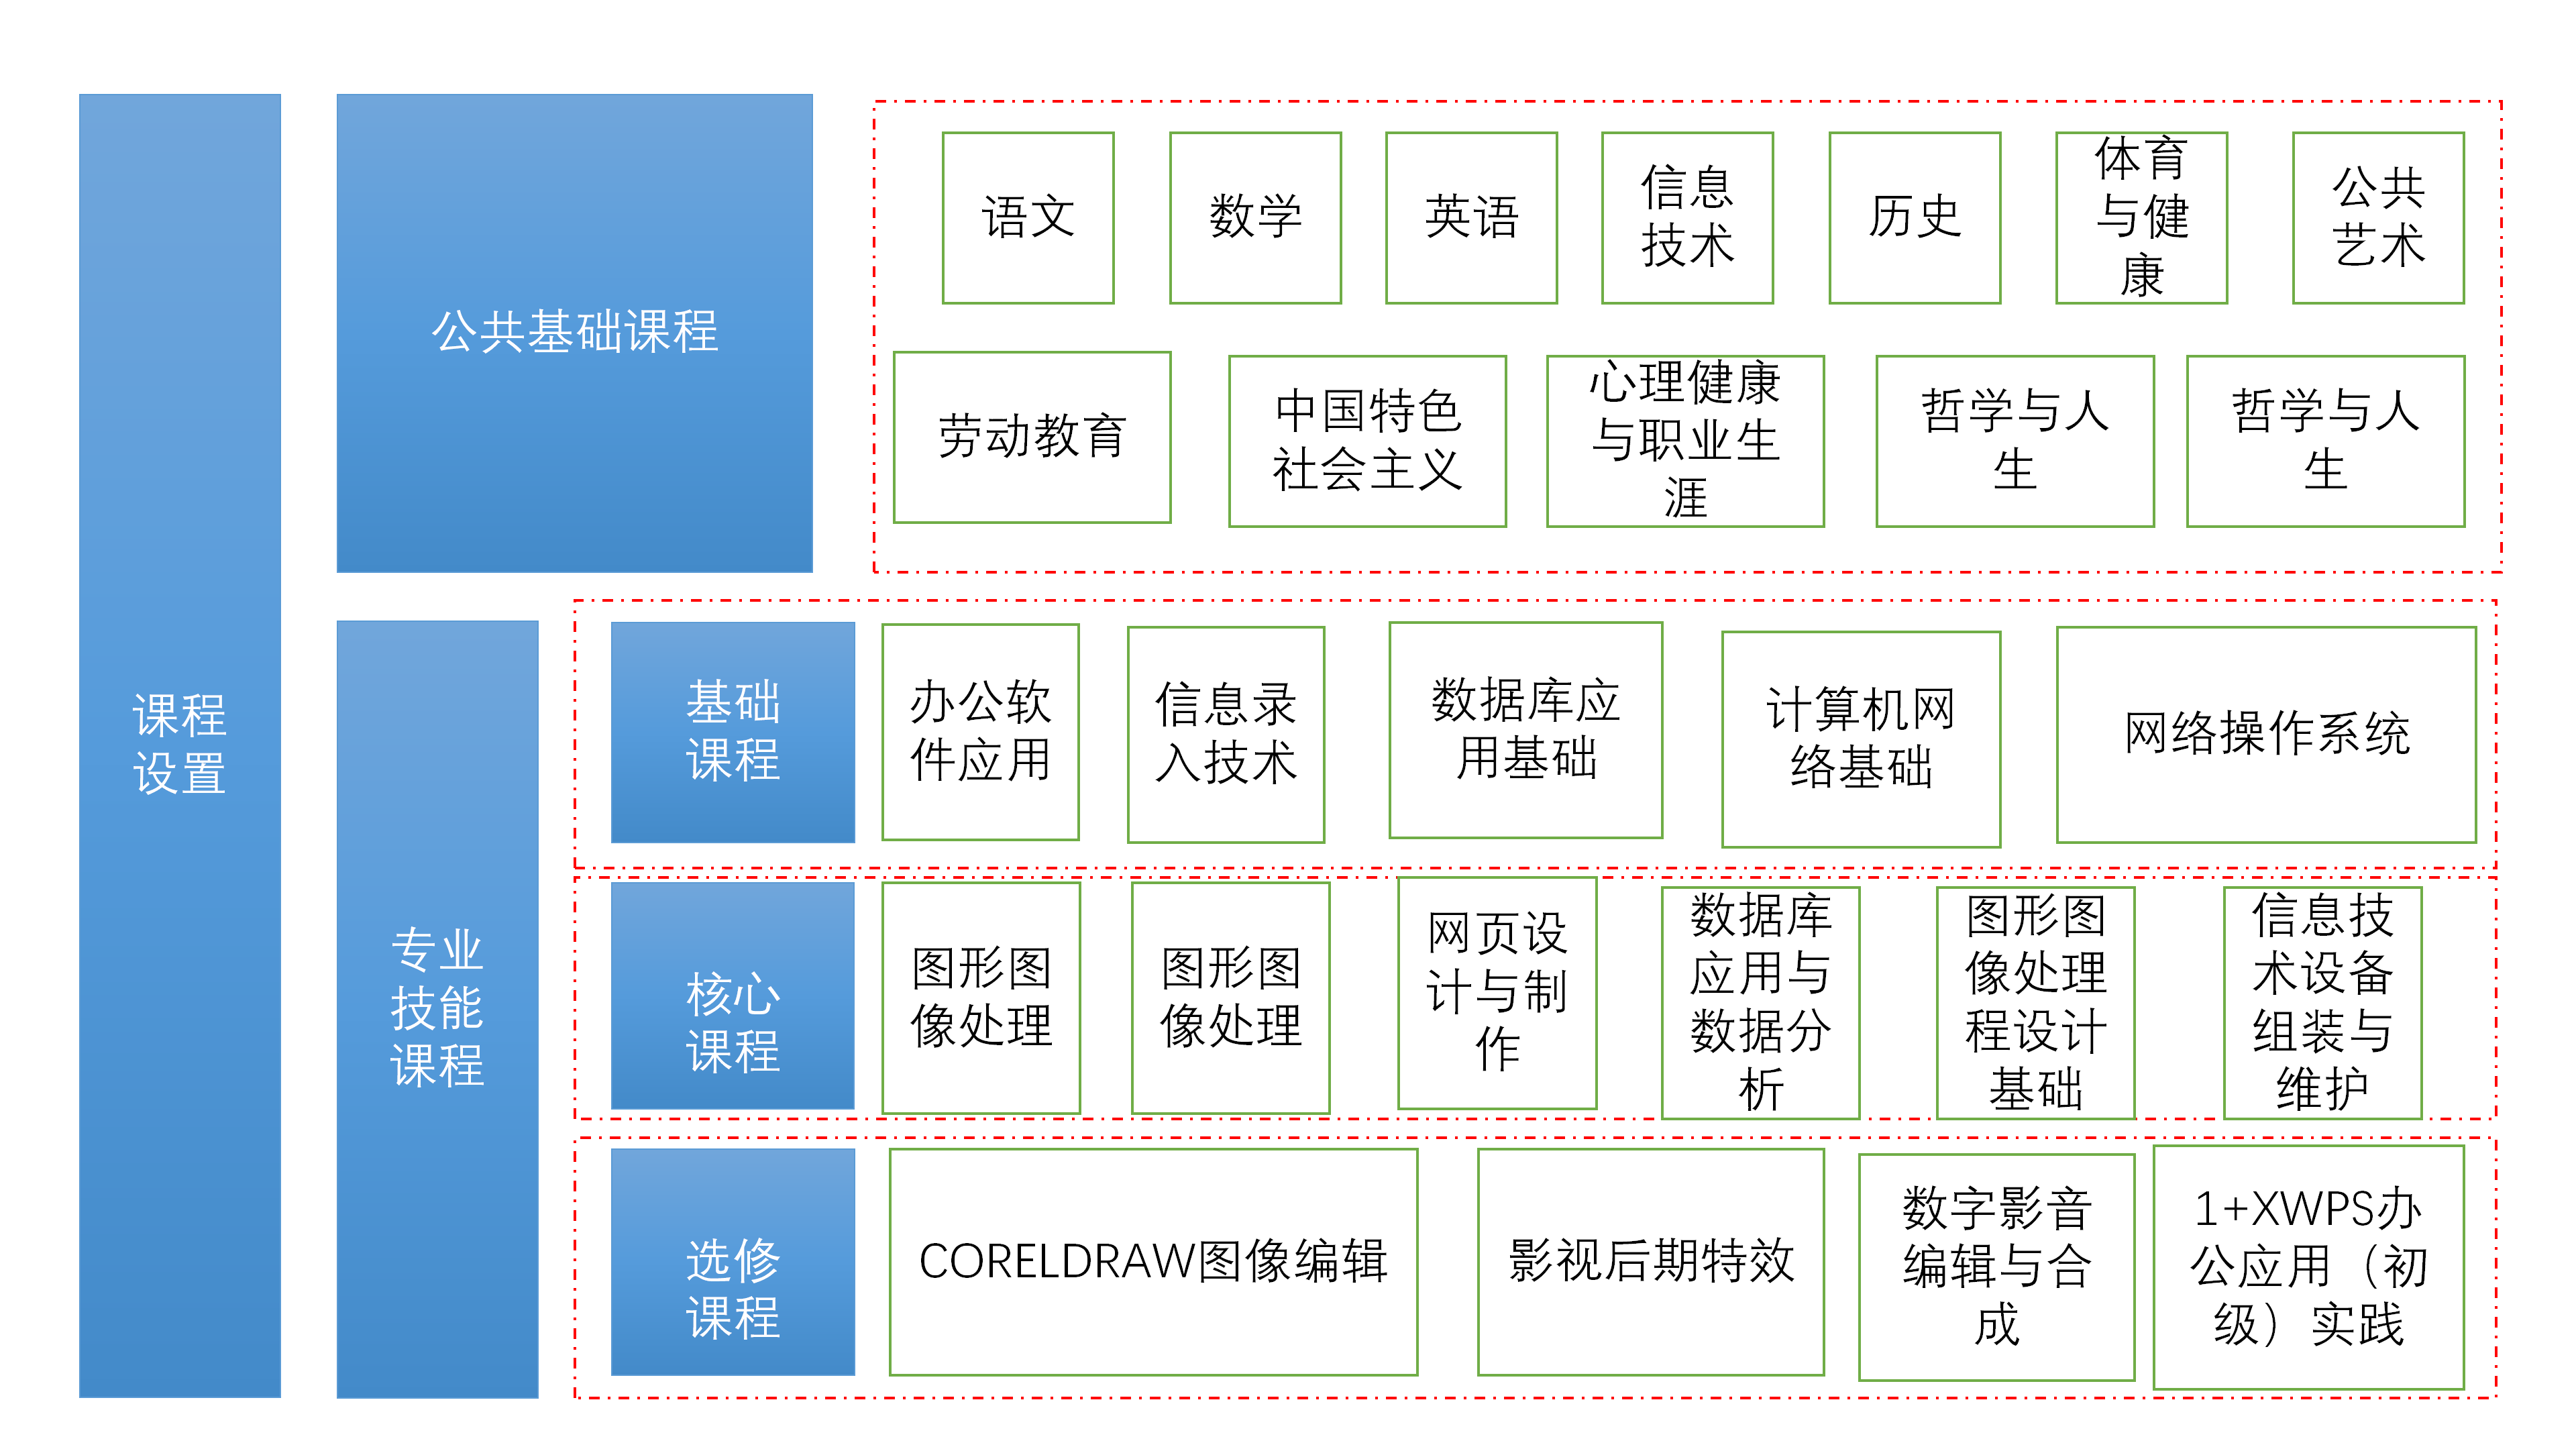 课程
设置
公共基础课程
语文
数学
英语
信息
技术
历史
体育
与健
康
公共
艺术
劳动教育
中国特色
社会主义
心理健康
与职业生
涯
哲学与人
生
哲学与人
生
专业
技能
课程
基础
课程
办公软
件应用
信息录
入技术
数据库应
用基础
计算机网
络基础
网络操作系统
核心
课程
图形图
像处理
图形图
像处理
网页设
计与制
作
数据库
应用与
数据分
析
图形图
像处理
程设计
基础
信息技
术设备
组装与
维护
选修
课程
CORELDRAW图像编辑
影视后期特效
数字影音
编辑与合
成
1+XWPS办
公应用（初
级）实践